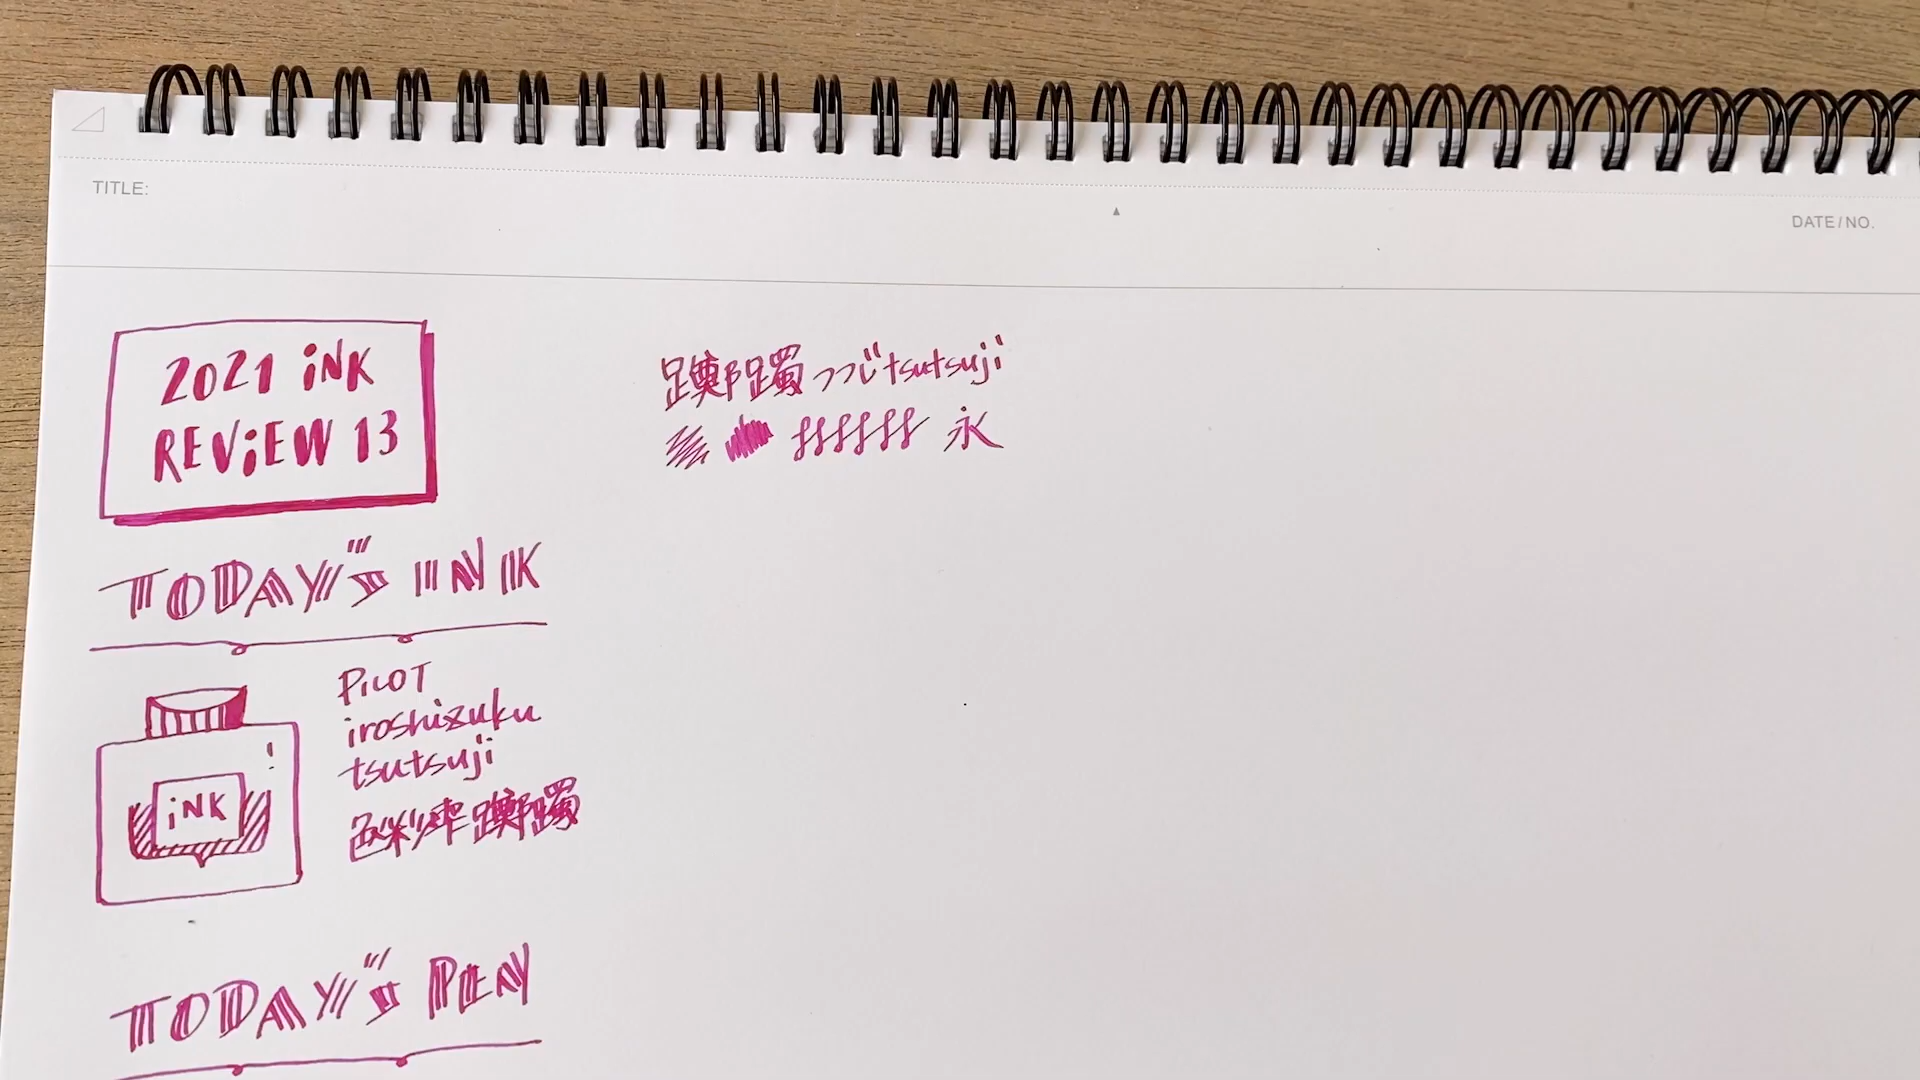 TITLE:
DATE/NO.
2021 iNK
REViEW 13
TODAY'S INK
PILOT
iroshizuku
tsutsuji
色彩雫 躑躅
iNK
TODAY'S PEN
躑躅 つつじ tsutsuji
永